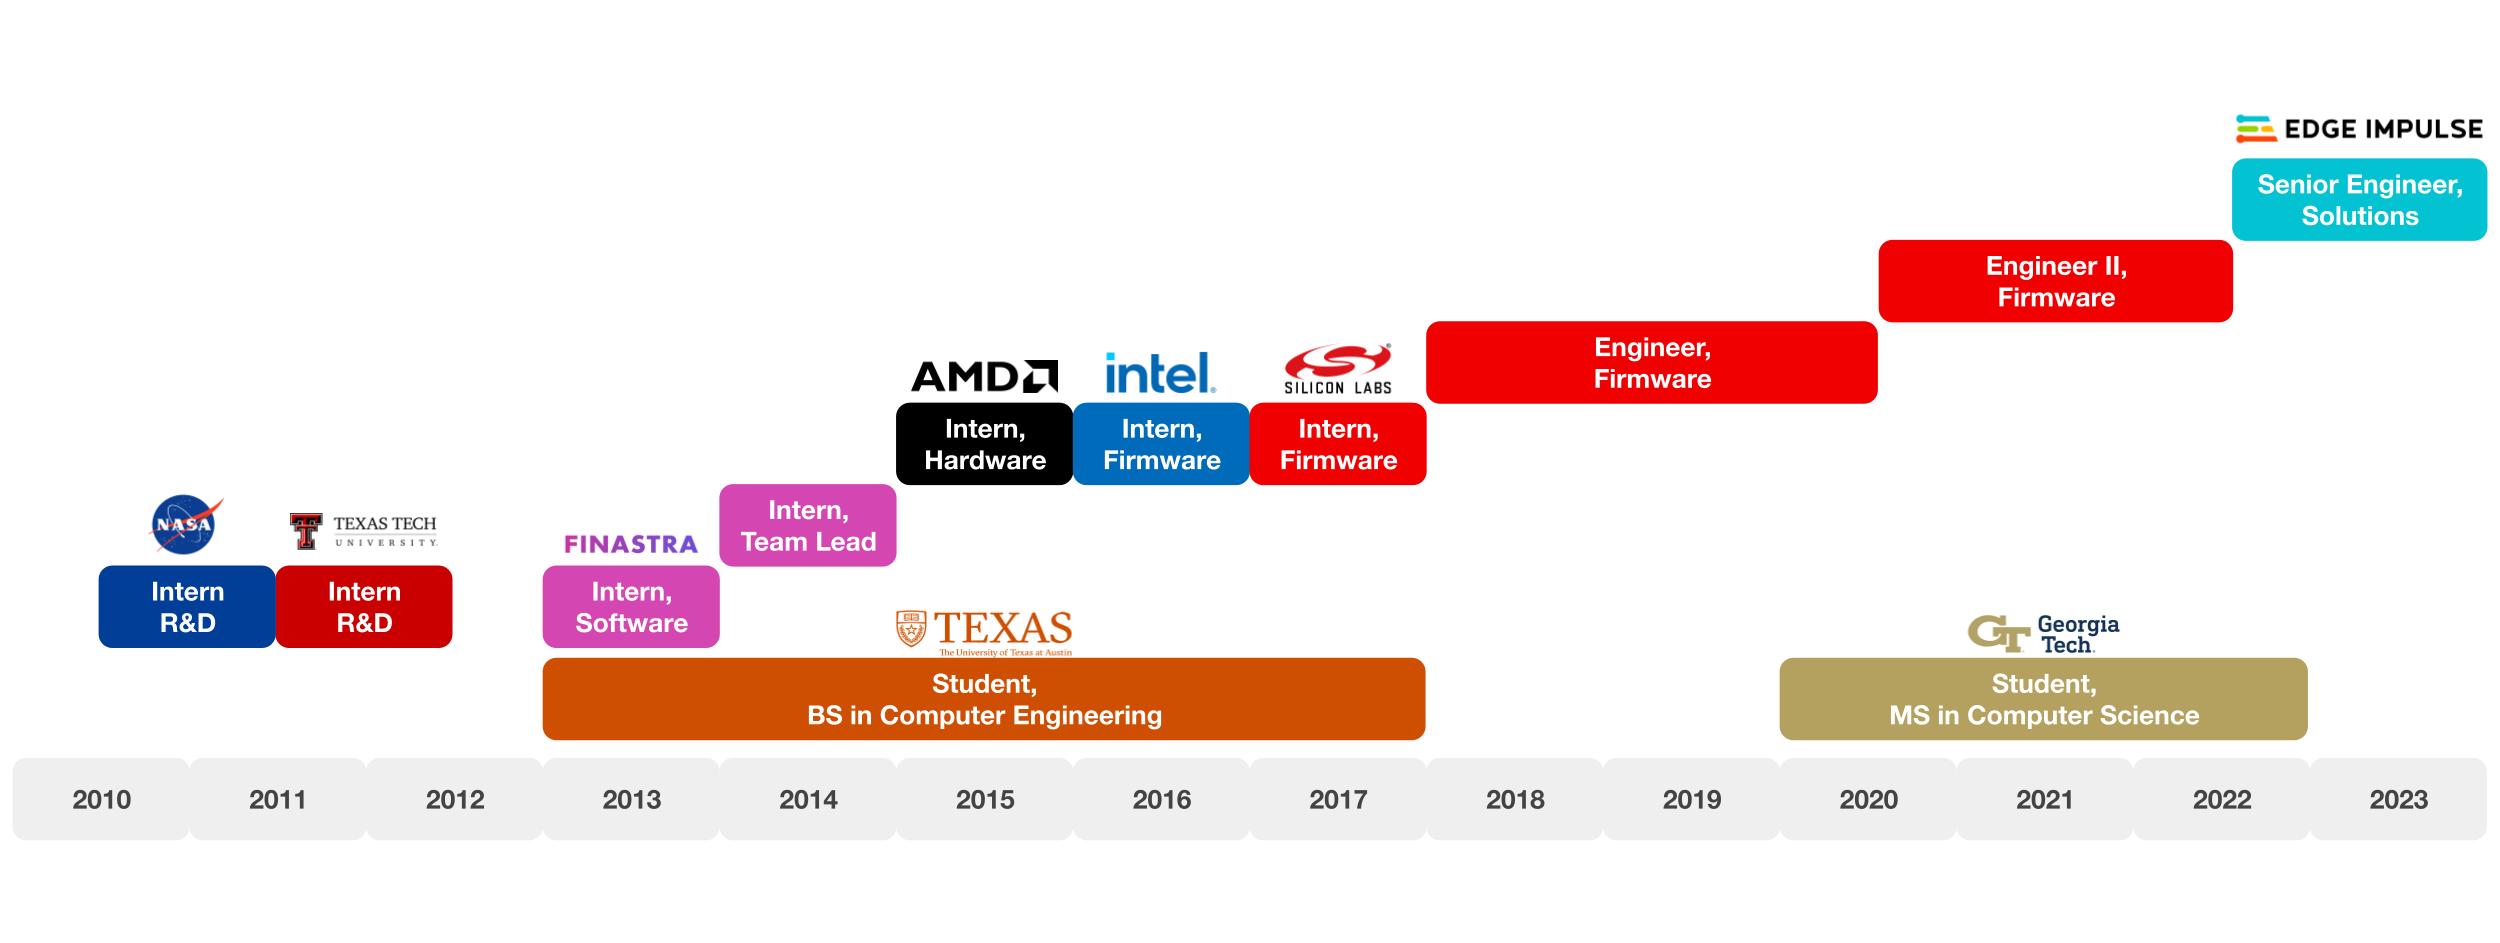 EDGE IMPULSE
Senior Engineer,
Solutions
Engineer II,
Firmware
Engineer,
Firmware
AMD
intel®
SILICON LABS®
Intern,
Hardware
Intern,
Firmware
Intern,
Firmware
NASA
TEXAS TECH
UNIVERSITY.
FINASTRA
Intern,
Team Lead
Intern
R&D
Intern
R&D
Intern,
Software
TEXAS
The University of Texas at Austin
Georgia
Tech.
Student,
BS in Computer Engineering
Student,
MS in Computer Science
2010
2011
2012
2013
2014
2015
2016
2017
2018
2019
2020
2021
2022
2023